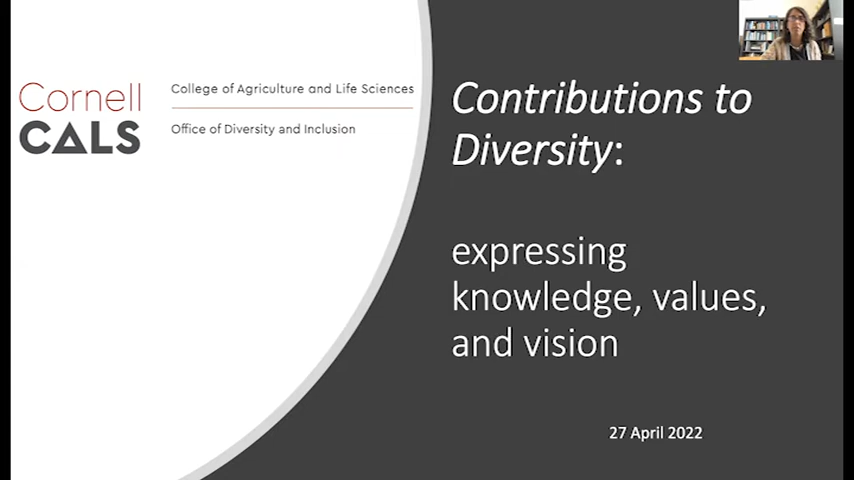 Cornell
CALS
College of Agriculture and Life Sciences
Office of Diversity and Inclusion
Contributions to
Diversity:
expressing
knowledge, values,
and vision
27 April 2022